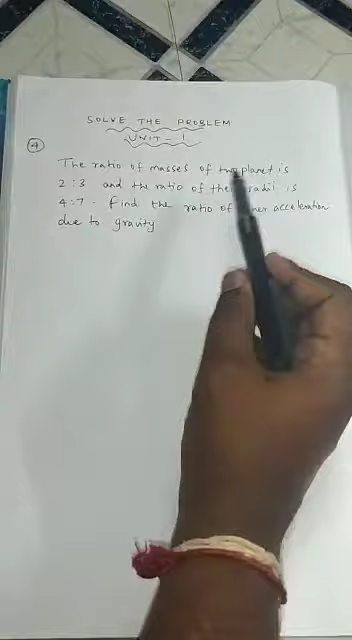 SOLVE THE PROBLEM
UNIT - 1
4 The ratio of masses of two planet is
2:3 and the ratio of their radii is
4:7. Find the ratio of acceleration
due to gravity